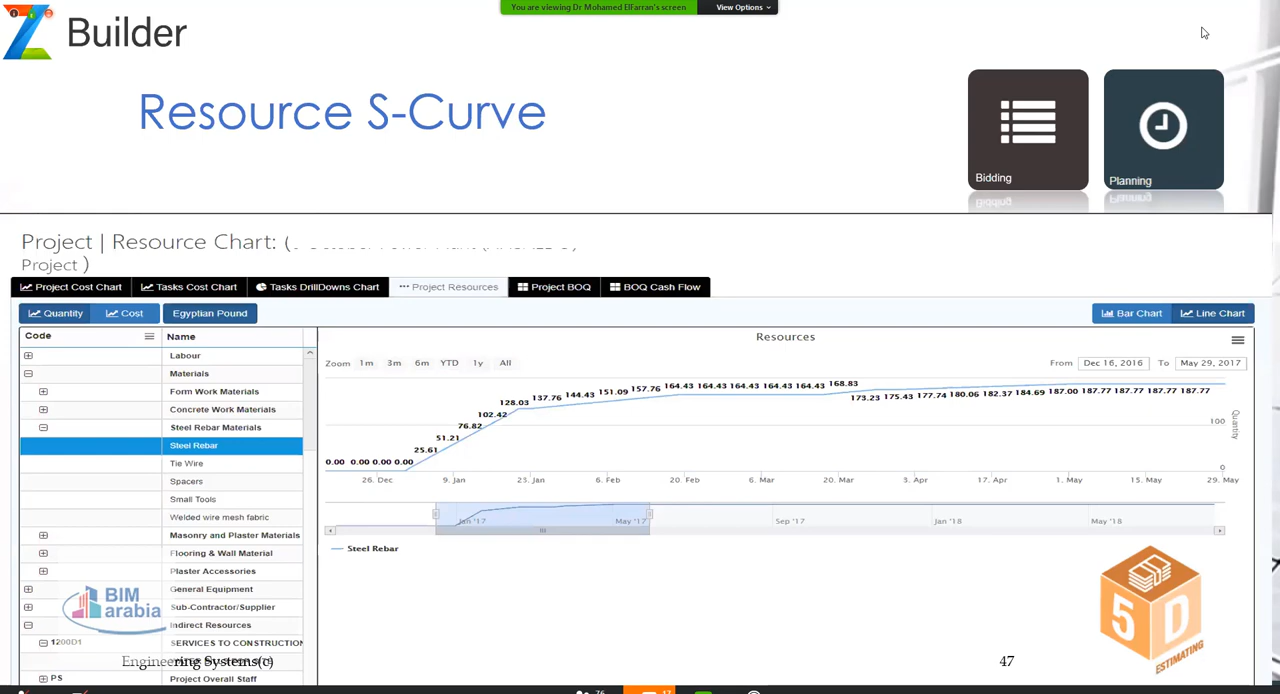 You are viewing Dr Mohamed ElFarran's screen
View Options
Builder
Resource S-Curve
Bidding
Planning
Project | Resource Chart: (
Project )
Project Cost Chart
Tasks Cost Chart
Tasks DrillDowns Chart
Project Resources
Project BOQ
BOQ Cash Flow
Quantity
Cost
Egyptian Pound
Bar Chart
Line Chart
Code
Name
Labour
Materials
Form Work Materials
Concrete Work Materials
Steel Rebar Materials
Steel Rebar
Tie Wire
Spacers
Small Tools
Welded wire mesh fabric
Masonry and Plaster Materials
Flooring & Wall Material
Plaster Accessories
General Equipment
Sub-Contractor/Supplier
Indirect Resources
1200D1
SERVICES TO CONSTRUCTION
PS
Project Overall Staff
Resources
Zoom 1m 3m 6m YTD 1y All
From Dec 16, 2016 To May 29, 2017
0.00 0.00 0.00 0.00 25.61 51.21 76.82 102.42 128.03 137.76 144.43 151.09 157.76 164.43 164.43 164.43 164.43 164.43 168.83 173.23 175.43 177.74 180.06 182.37 184.69 187.00 187.77 187.77 187.77 187.77
100
0
Quantity
26. Dec 9. Jan 25. Jan 6. Feb 20. Feb 6. Mar 20. Mar 3. Apr 17. Apr 1. May 15. May 29. May
Jan '17 May '17 Sep '17 Jan '18 May '18
Steel Rebar
BIM
arabia
5D
ESTIMATING
Engineering Systems(c)
47
76
17